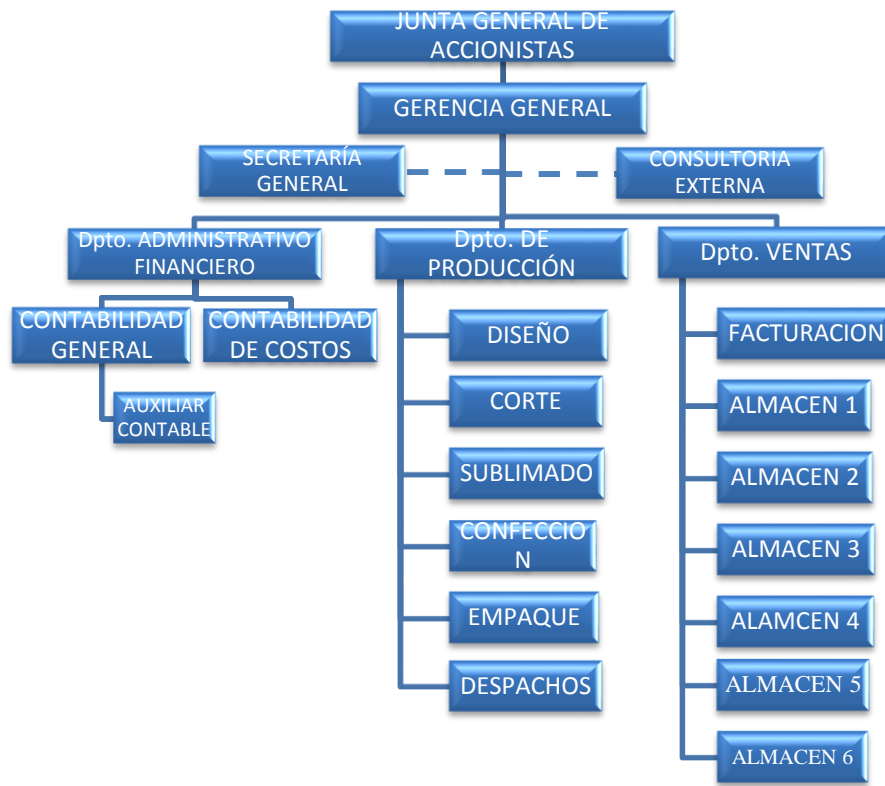 JUNTA GENERAL DE
ACCIONISTAS
GERENCIA GENERAL
SECRETARÍA
GENERAL
CONSULTORIA
EXTERNA
Dpto. ADMINISTRATIVO
FINANCIERO
Dpto. DE
PRODUCCIÓN
Dpto. VENTAS
CONTABILIDAD
GENERAL
CONTABILIDAD
DE COSTOS
AUXILIAR
CONTABLE
DISEÑO
CORTE
SUBLIMADO
CONFECCIO
N
EMPAQUE
DESPACHOS
FACTURACION
ALMACEN 1
ALMACEN 2
ALMACEN 3
ALAMCEN 4
ALMACEN 5
ALMACEN 6